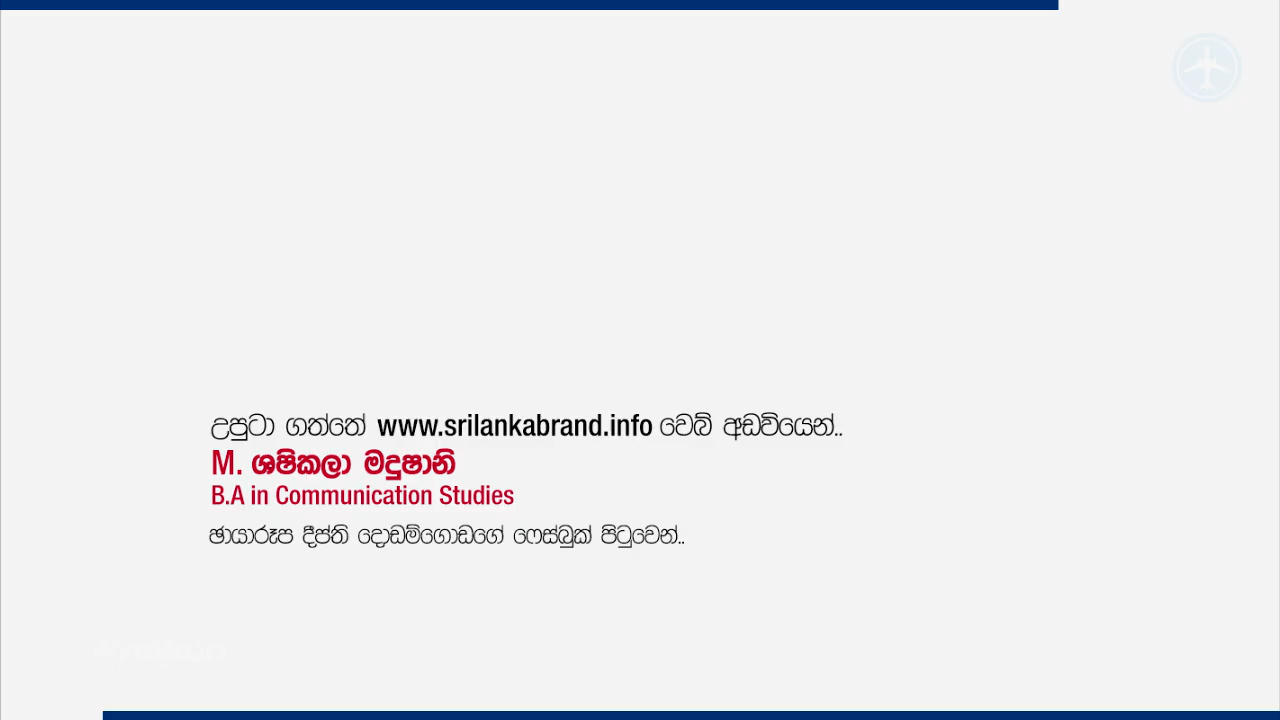 උපුටා ගත්තේ www.srilankabrand.info වෙබ් අඩවියෙන්..
M. ශෂිකලා මදුෂානි
B.A in Communication Studies
ඡායාරූප දීප්ති දොඩම්ගොඩගේ ෆෙස්බුක් පිටුවෙන්..